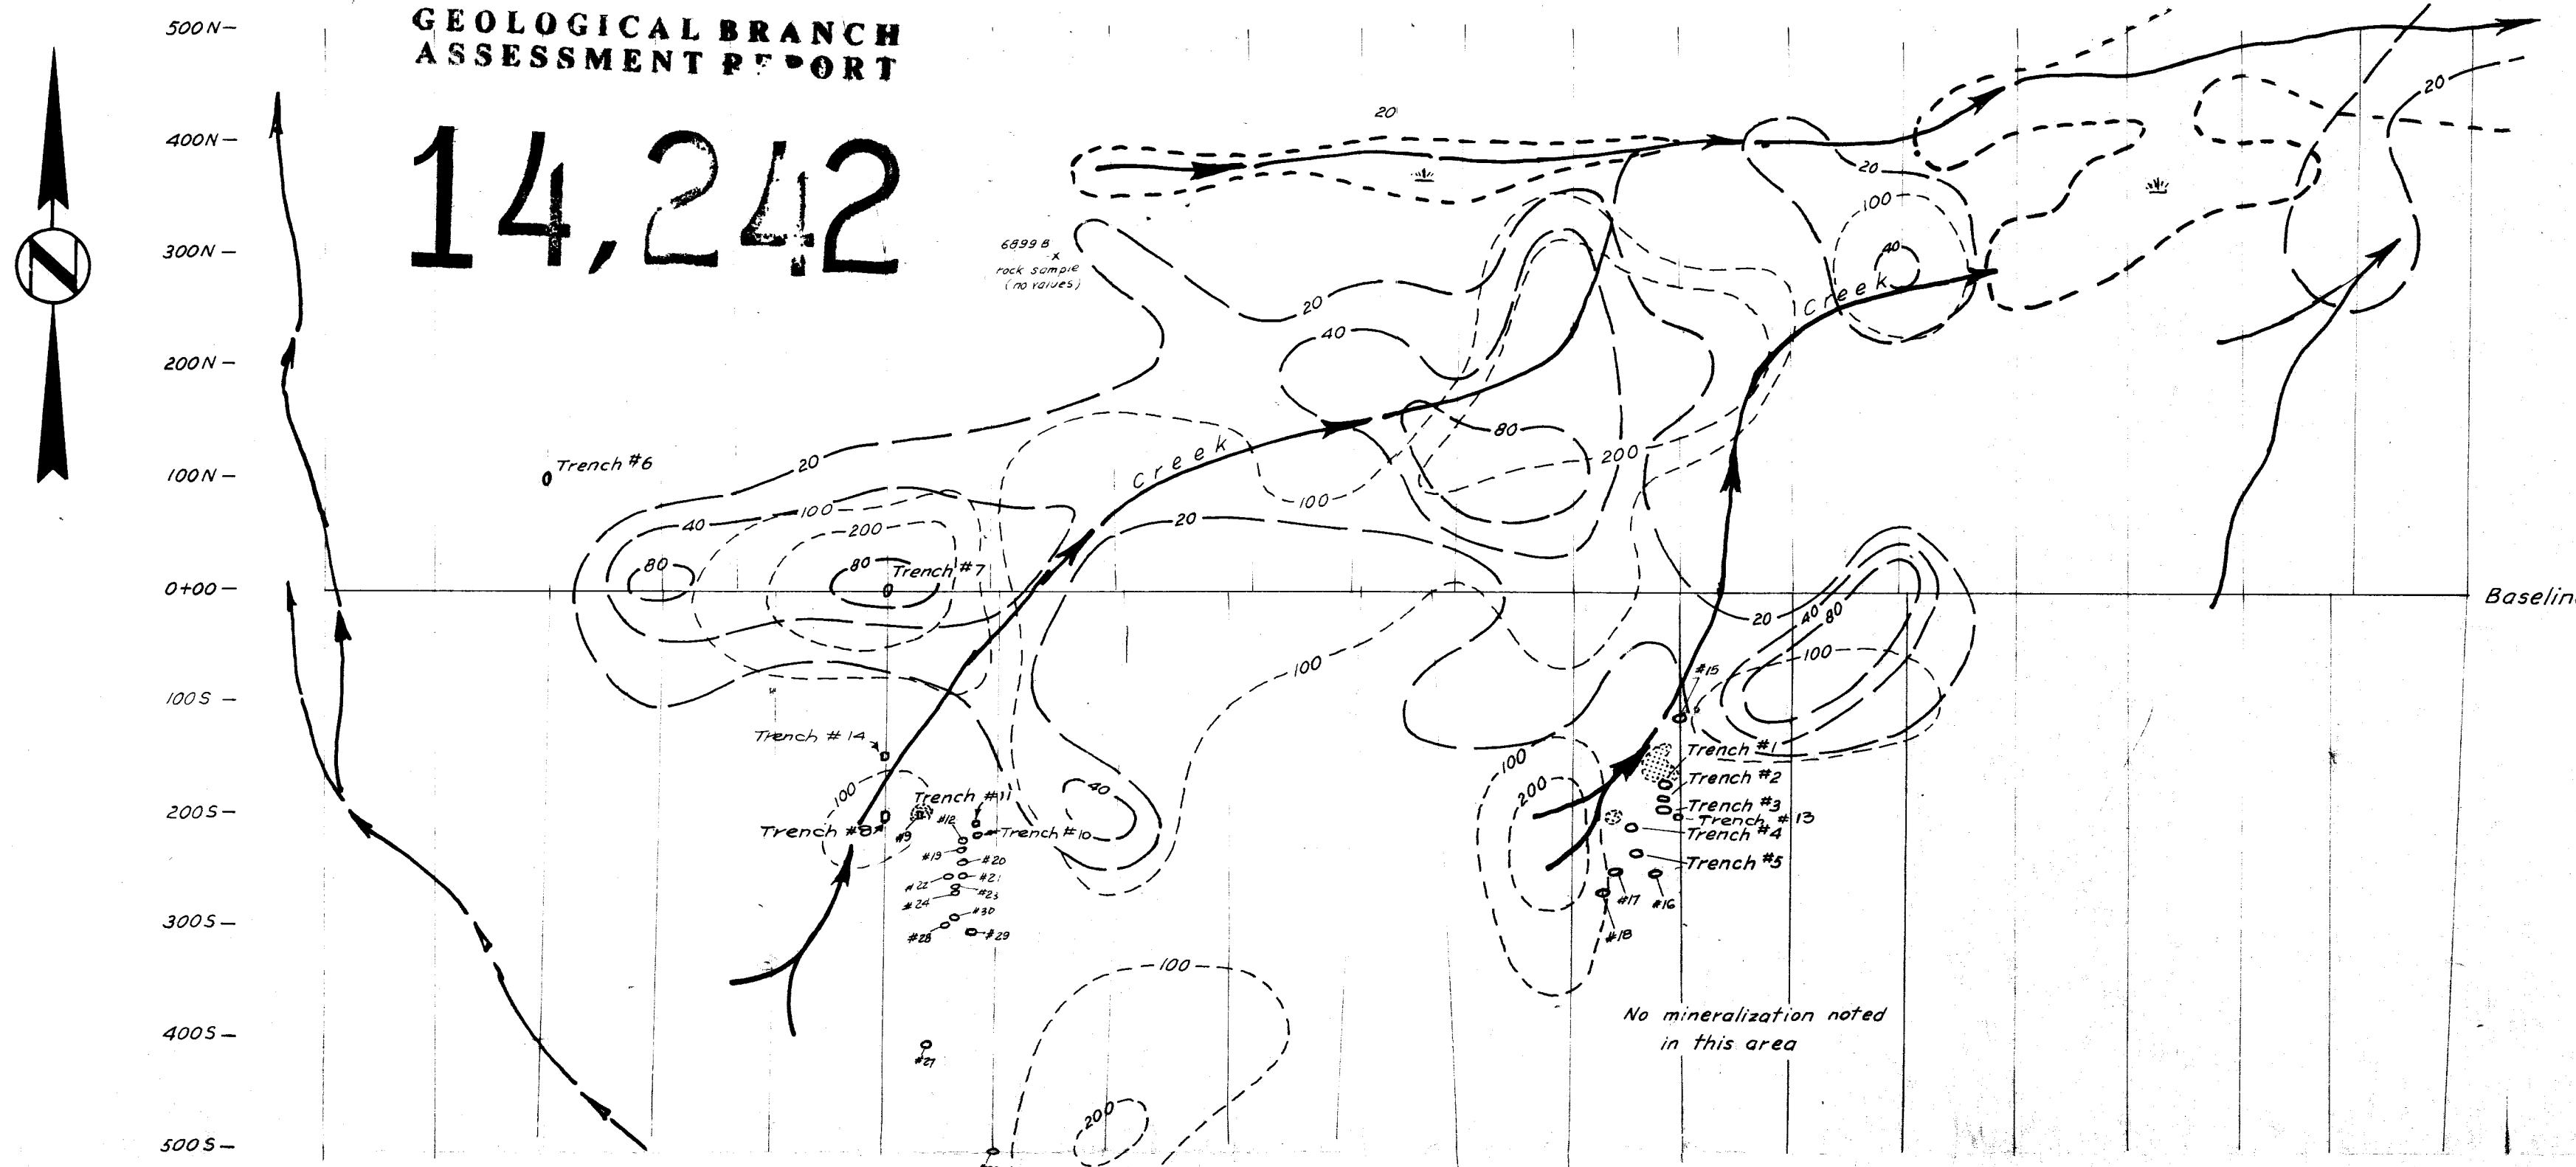 GEOLOGICAL BRANCH
ASSESSMENT REPORT
14,242
N
500N
400N
300N
200N
100N
0+00
100S
200S
300S
400S
500S
20
20
20
100
40
6899B
x
rock sample
(no values)
20
40
Creek
80
200
Creek
100
20
Trench #6
20
100
40
200
80
80
Trench #7
20
40
80
100
Baselin
100
#15
Trench #14
100
Trench #8
#9
Trench #11
#12
Trench #10
40
#19
#20
#22
#21
#23
#24
#30
#28
#29
100
200
Trench #1
Trench #2
Trench #3
Trench #13
Trench #4
Trench #5
#17
#16
#18
100
No mineralization noted
in this area
#27
200